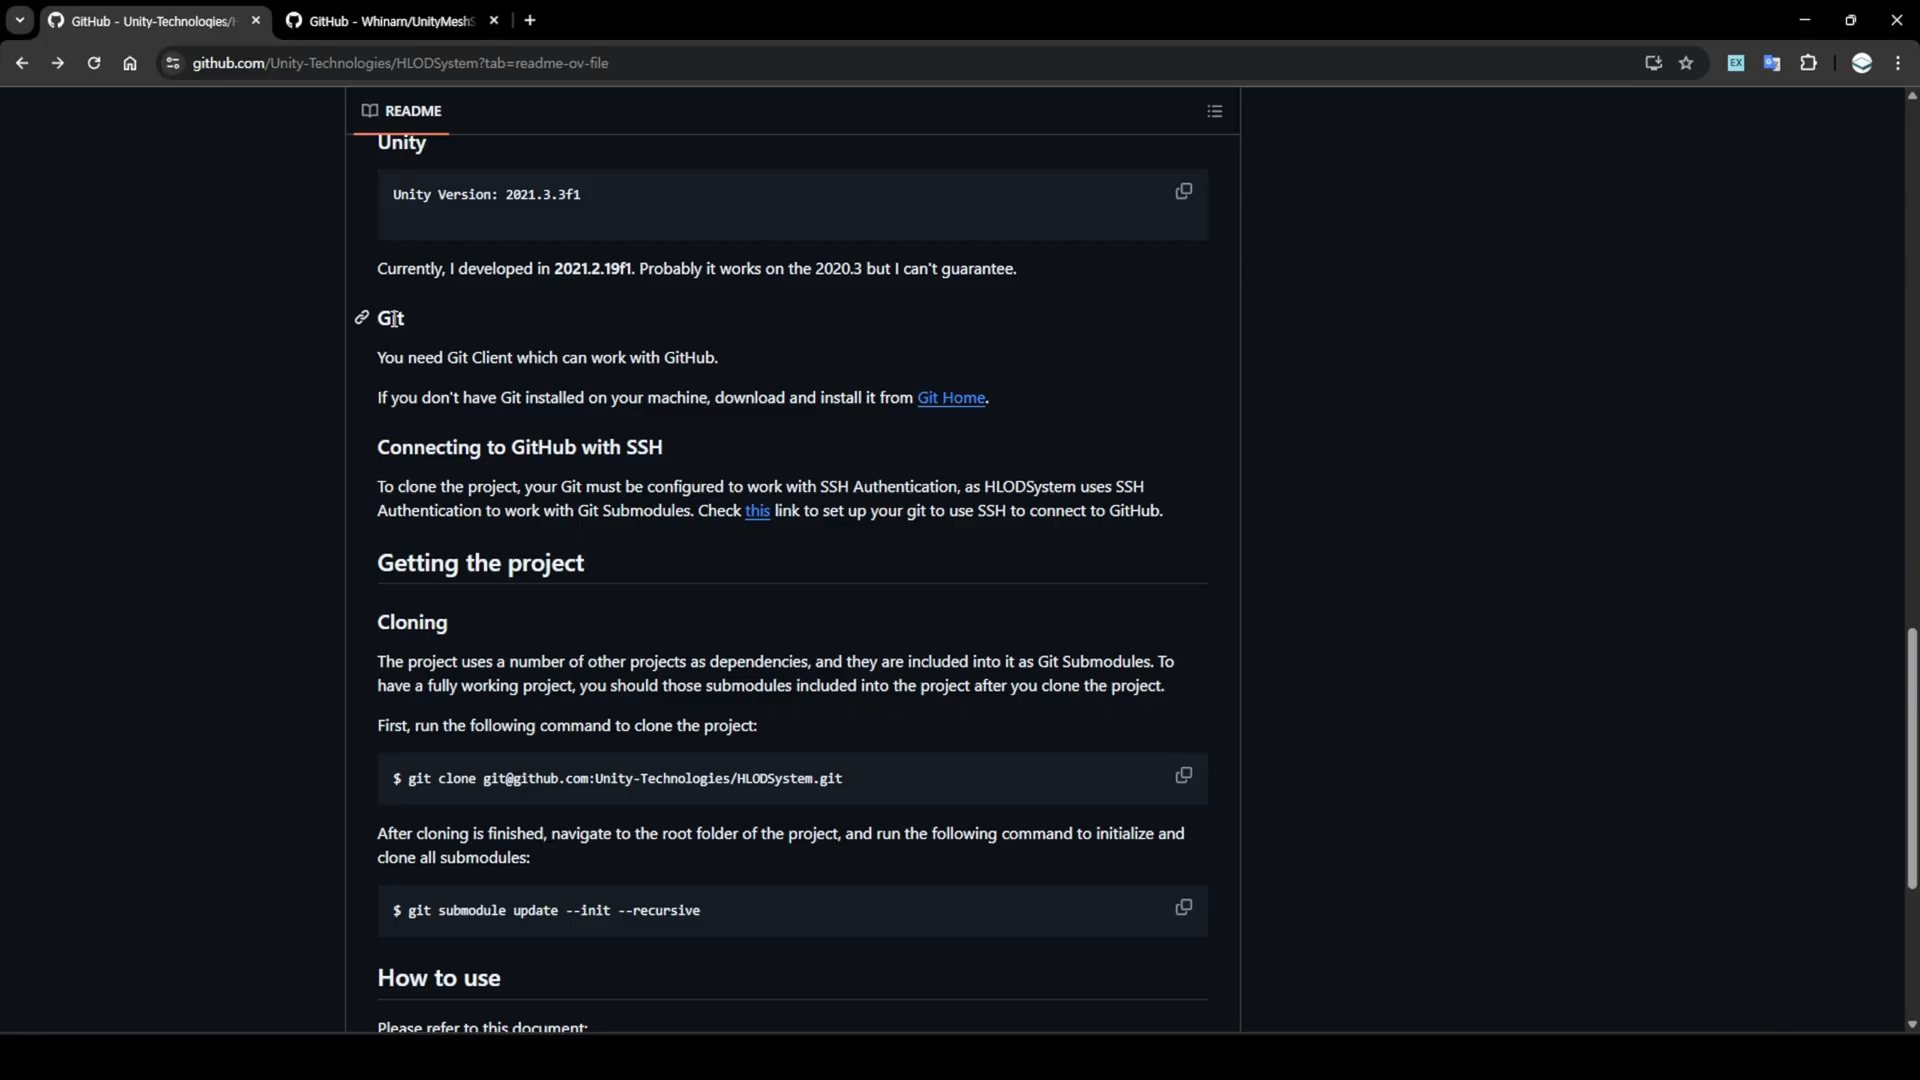 GitHub - Unity-Technologies/H
GitHub - Whinarn/UnityMeshS
github.com/Unity-Technologies/HLODSystem?tab=readme-ov-file
EX
README
Unity
Unity Version: 2021.3.3f1
Currently, I developed in 2021.2.19f1. Probably it works on the 2020.3 but I can't guarantee.
Git
You need Git Client which can work with GitHub.
If you don't have Git installed on your machine, download and install it from Git Home.
Connecting to GitHub with SSH
To clone the project, your Git must be configured to work with SSH Authentication, as HLODSystem uses SSH
Authentication to work with Git Submodules. Check this link to set up your git to use SSH to connect to GitHub.
Getting the project
Cloning
The project uses a number of other projects as dependencies, and they are included into it as Git Submodules. To
have a fully working project, you should those submodules included into the project after you clone the project.
First, run the following command to clone the project:
$ git clone git@github.com:Unity-Technologies/HLODSystem.git
After cloning is finished, navigate to the root folder of the project, and run the following command to initialize and
clone all submodules:
$ git submodule update --init --recursive
How to use
Please refer to this document: